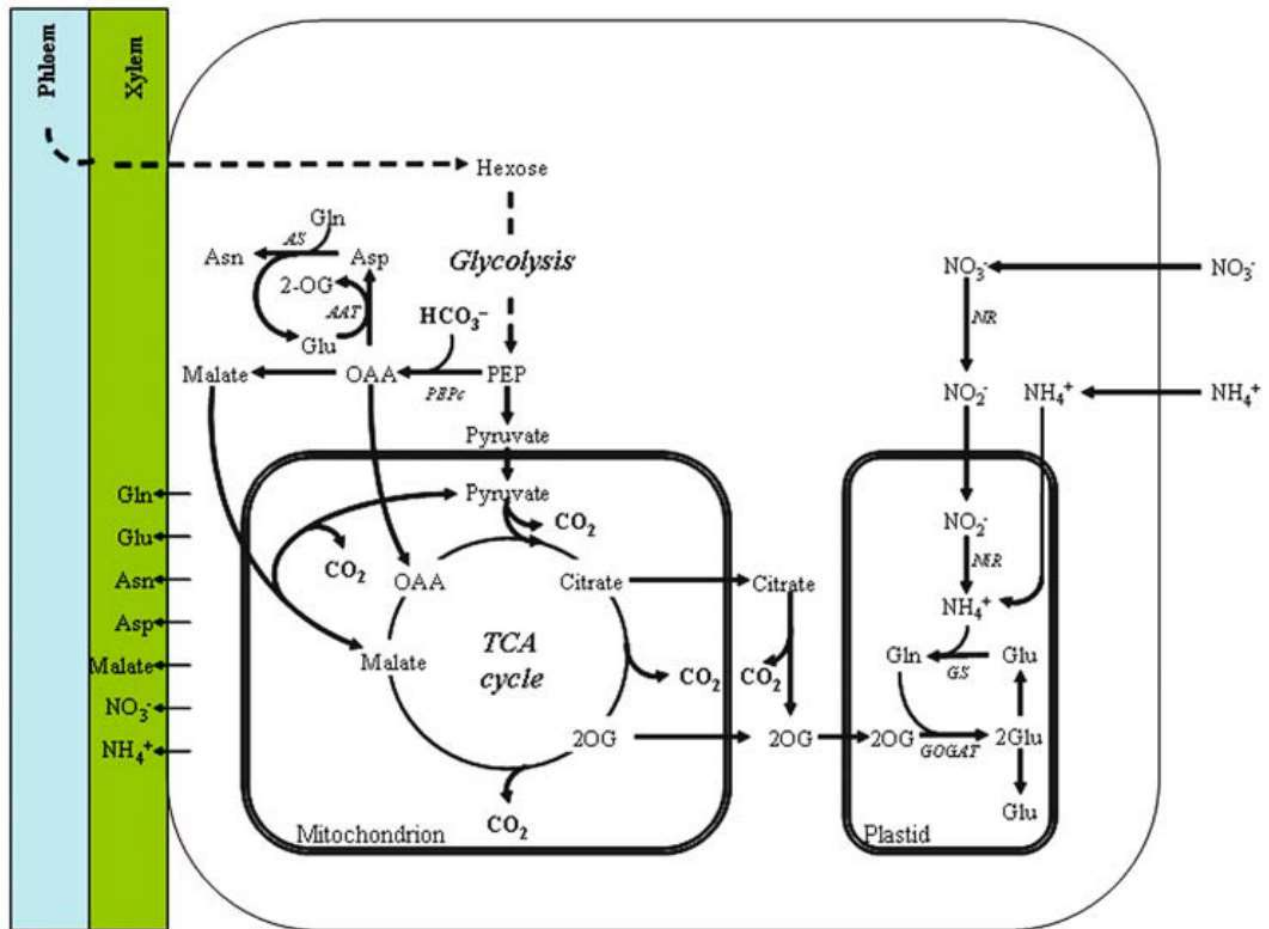 Phloem
Xylem
Hexose
Glycolysis
Gln
AS
Asn
Asp
2-OG
AAT
Glu
HCO₃⁻
Malate
OAA
PEP
PEPc
Pyruvate
Pyruvate
CO₂
CO₂
OAA
Citrate
Citrate
Malate
TCA
cycle
CO₂
CO₂
2OG
2OG
CO₂
Mitochondrion
Gln
Glu
Asn
Asp
Malate
NO₃⁻
NH₄⁺
NO₃⁻
NO₃⁻
NR
NO₂⁻
NH₄⁺
NH₄⁺
NO₂⁻
NiR
NH₄⁺
Gln
GS
Glu
2OG
GOGAT
2Glu
Glu
Plastid